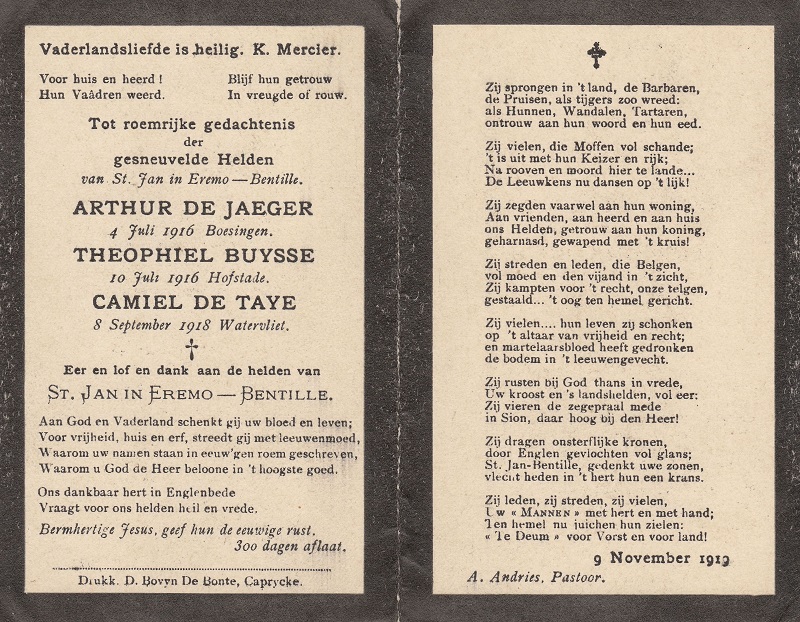 Vaderlandsliefde is heilig. K. Mercier.
Voor huis en heerd! Blijf hun getrouw
Hun Vaâdren weerd. In vreugde of rouw.
Tot roemrijke gedachtenis
der
gesneuvelde Helden
van St. Jan in Eremo — Bentille.
ARTHUR DE JAEGER
4 Juli 1916 Boesingen.
THEOPHIEL BUYSSE
10 Juli 1916 Hofstade.
CAMIEL DE TAYE
8 September 1918 Watervliet.
Eer en lof en dank aan de helden van
ST. JAN IN EREMO — BENTILLE.
Aan God en Vaderland schenkt gij uw bloed en leven;
Voor vrijheid, huis en erf, streedt gij met leeuwenmoed,
Waarom uw namen staan in eeuw'gen roem geschreven,
Waarom u God de Heer beloone in 't hoogste goed.
Ons dankbaar hert in Englenbede
Vraagt voor ons helden heil en vrede.
Bermhertige Jesus, geef hun de eeuwige rust.
300 dagen aflaat.
Drukk. D. Bovyn De Bonte, Caprycke.
Zij sprongen in 't land, de Barbaren,
de Pruisen, als tijgers zoo wreed:
als Hunnen, Wandalen, Tartaren,
ontrouw aan hun woord en hun eed.
Zij vielen, die Moffen vol schande;
't is uit met hun Keizer en rijk;
Na rooven en moord hier te lande...
De Leeuwkens nu dansen op 't lijk!
Zij zegden vaarwel aan hun woning,
Aan vrienden, aan heerd en aan huis
ons Helden, getrouw aan hun koning,
geharnasd, gewapend met 't kruis!
Zij streden en leden, die Belgen,
vol moed en den vijand in 't zicht,
Zij kampten voor 't recht, onze telgen,
gestaald... 't oog ten hemel gericht.
Zij vielen.... hun leven zij schonken
op 't altaar van vrijheid en recht;
en martelaarsbloed heeft gedronken
de bodem in 't leeuwengevecht.
Zij rusten bij God thans in vrede,
Uw kroost en 's landshelden, vol eer:
Zij vieren de zegepraal mede
in Sion, daar hoog bij den Heer!
Zij dragen onsterflijke kronen,
door Englen gevlochten vol glans;
St. Jan-Bentille, gedenkt uwe zonen,
vlecht heden in 't hert hun een krans.
Zij leden, zij streden, zij vielen,
Uw « MANNEN » met hert en met hand;
Ten hemel nu juichen hun zielen:
« Te Deum » voor Vorst en voor land!
9 November 1919
A. Andries, Pastoor.